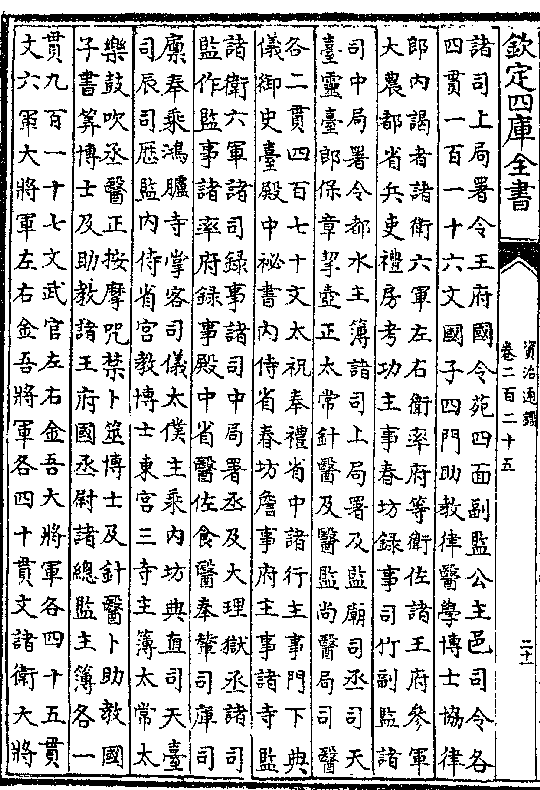 欽定四庫全書
資治通鑑
卷二百二十五
二十一
諸司上局署令王府國令苑四面副監公主邑司令各
四貫一百一十六文國子四門助教律醫學博士協律
郎內謁者諸衛六軍左右衛率府等衛佐諸王府參軍
大農都省兵吏禮房考功主事春坊錄事司竹副監諸
司中局署令都水主簿諸司上局署及監廟司丞司天
臺靈臺郎保章挈壺正太常針醫及醫監尚醫局司醫
各二貫四百七十文太祝奉禮省中諸行主事門下典
儀御史臺殿中祕書內侍省春坊詹事府主事諸寺監
諸衛六軍諸司録事諸司中局署丞及大理獄丞諸司
監作監事諸率府録事殿中省醫佐食醫奉輦司庫司
廪奉乘鴻臚寺掌客司儀太僕主乘內坊典直司天臺
司辰司歴監內侍省宮教博士東宮三寺主簿太常太
樂鼓吹丞醫正按摩呪禁卜筮博士及針醫卜助教國
子書筭博士及助教諸王府國丞尉諸總監主簿各一
貫九百一十七文武官左右金吾大將軍各四十五貫
文六軍大將軍左右金吾將軍各四十貫文諸衛大將